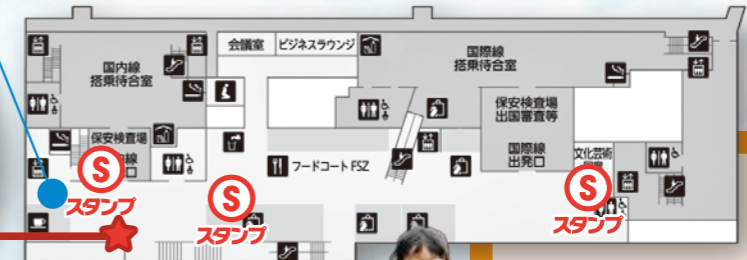 会議室
ビジネスラウンジ
国内線
搭乗待合室
国際線
搭乗待合室
保安検査場
出国審査等
保安検査場
フードコート FSZ
国際線
出発口
文化芸術
S
スタンプ
S
スタンプ
S
スタンプ